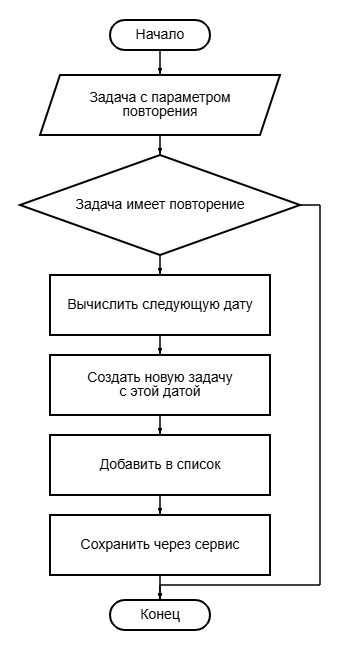 Начало
Задача с параметром
повторения
Задача имеет повторение
Вычислить следующую дату
Создать новую задачу
с этой датой
Добавить в список
Сохранить через сервис
Конец